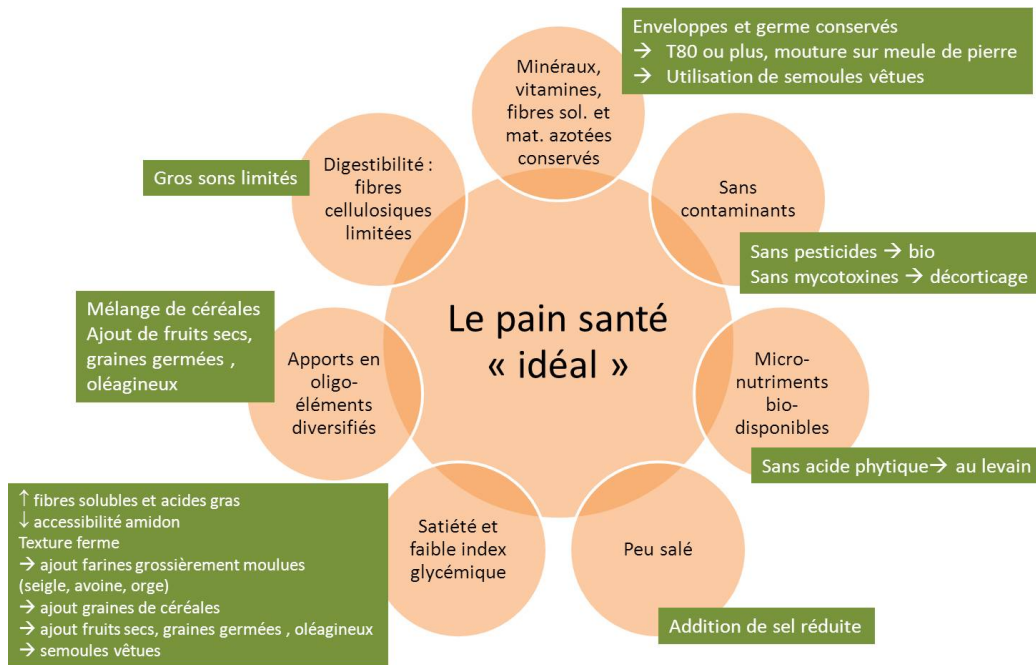 Le pain santé
« idéal »
Minéraux,
vitamines,
fibres sol. et
mat. azotées
conservés
Enveloppes et germe conservés
→ T80 ou plus, mouture sur meule de pierre
→ Utilisation de semoules vêtues
Sans
contaminants
Sans pesticides → bio
Sans mycotoxines → décorticage
Micro-
nutriments
bio-
disponibles
Sans acide phytique→ au levain
Peu salé
Addition de sel réduite
Satiété et
faible index
glycémique
↑ fibres solubles et acides gras
↓ accessibilité amidon
Texture ferme
→ ajout farines grossièrement moulues
(seigle, avoine, orge)
→ ajout graines de céréales
→ ajout fruits secs, graines germées , oléagineux
→ semoules vêtues
Apports en
oligo-
éléments
diversifiés
Mélange de céréales
Ajout de fruits secs,
graines germées ,
oléagineux
Digestibilité :
fibres
cellulosiques
limitées
Gros sons limités